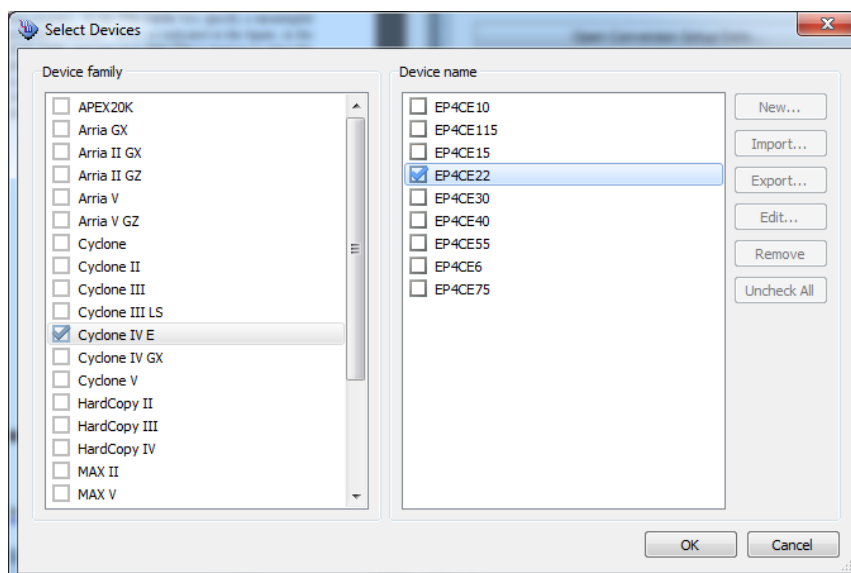 Select Devices
Device family
APEX20K
Arria GX
Arria II GX
Arria II GZ
Arria V
Arria V GZ
Cyclone
Cyclone II
Cyclone III
Cyclone III LS
Cyclone IV E
Cyclone IV GX
Cyclone V
HardCopy II
HardCopy III
HardCopy IV
MAX II
MAX V
Device name
EP4CE10
EP4CE115
EP4CE15
EP4CE22
EP4CE30
EP4CE40
EP4CE55
EP4CE6
EP4CE75
New...
Import...
Export...
Edit...
Remove
Uncheck All
OK
Cancel